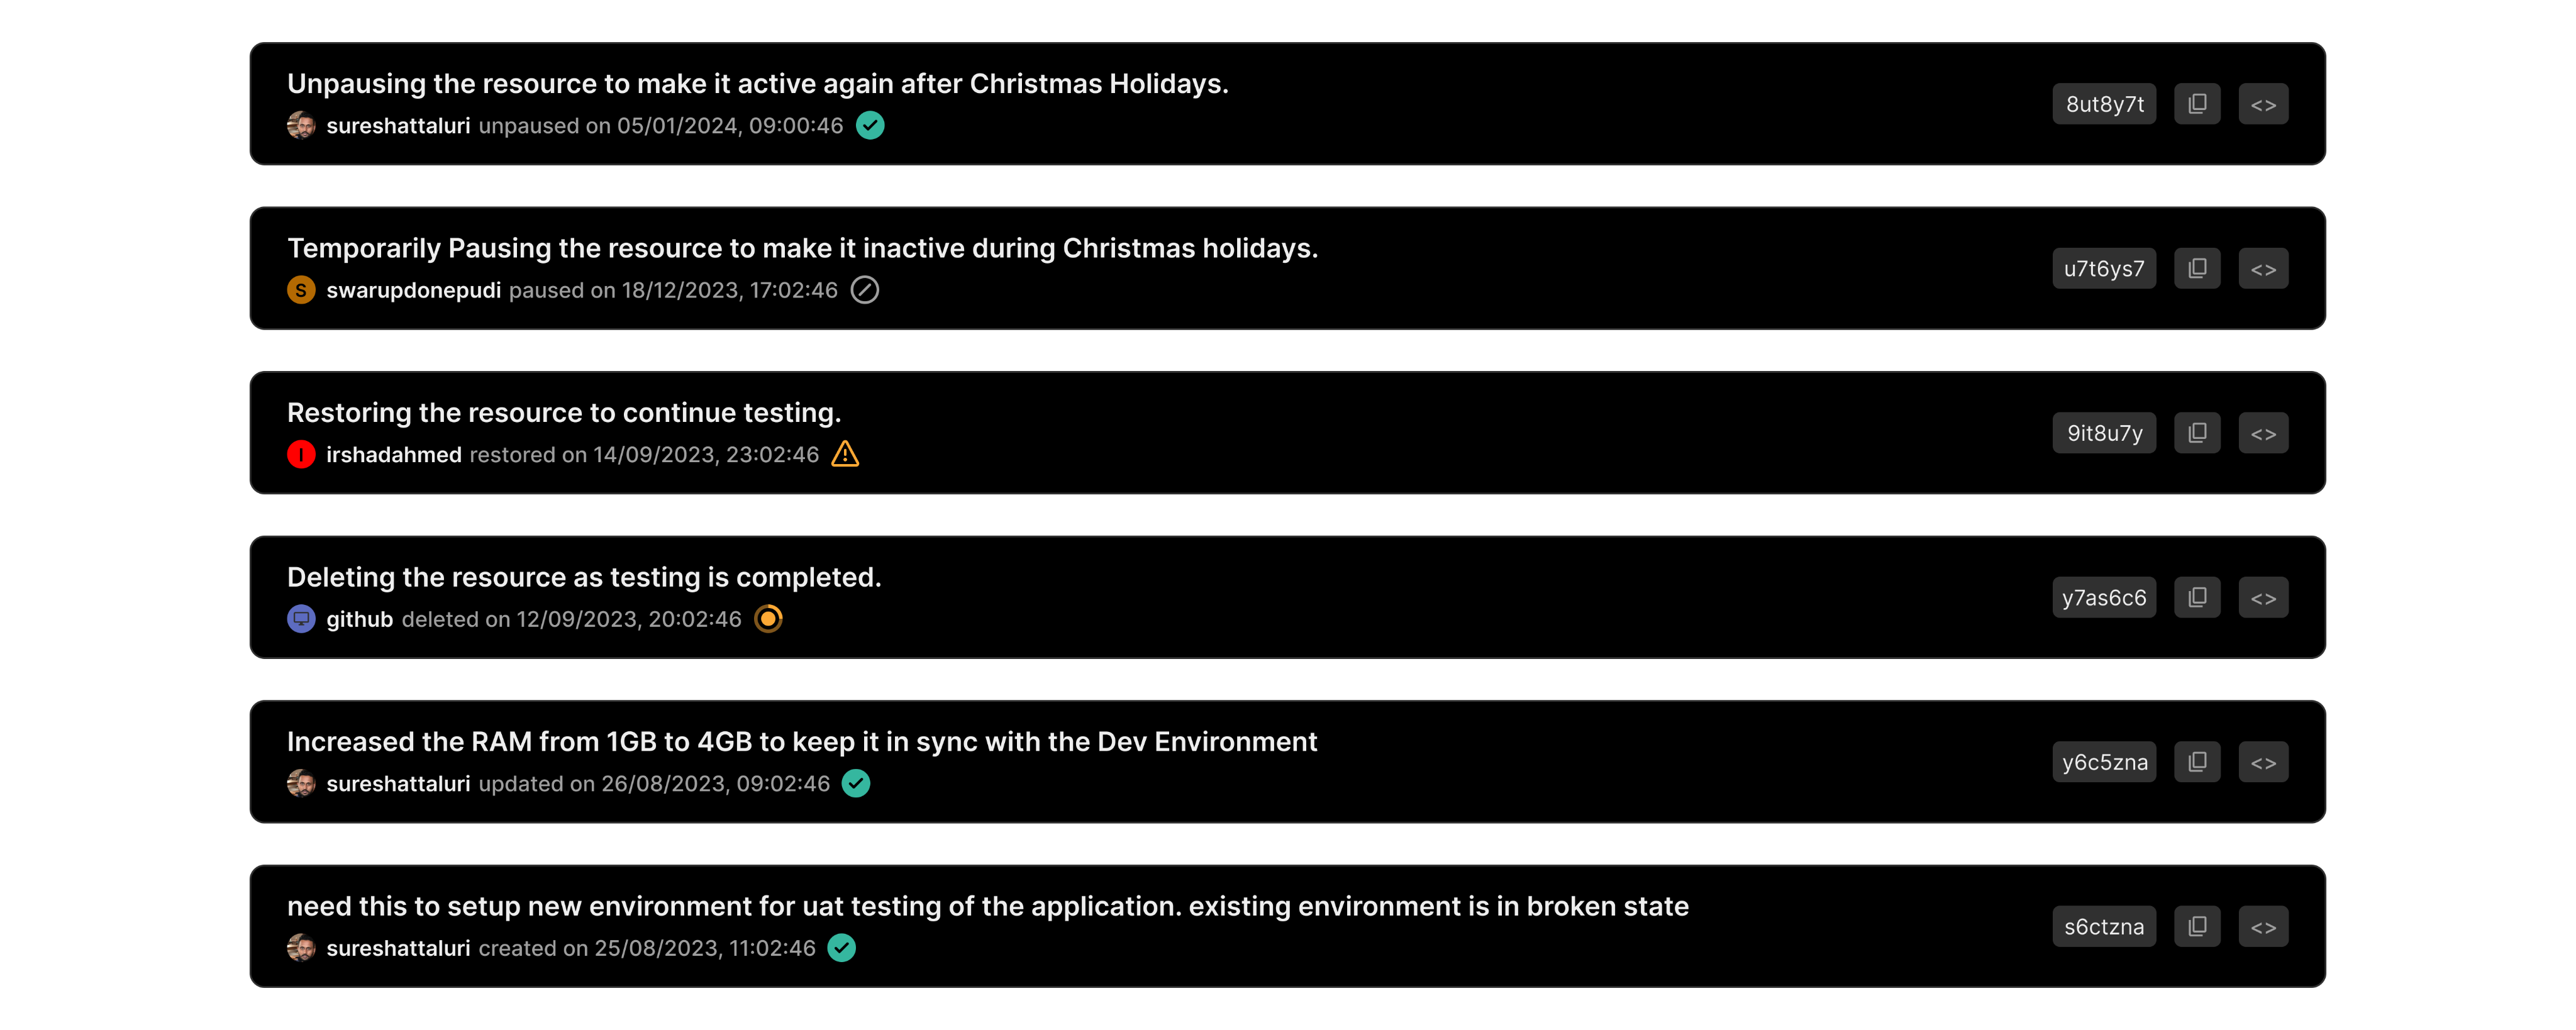 Unpausing the resource to make it active again after Christmas Holidays.
sureshattaluri unpaused on 05/01/2024, 09:00:46
8ut8y7t
<>
Temporarily Pausing the resource to make it inactive during Christmas holidays.
S swarupdonepudi paused on 18/12/2023, 17:02:46
u7t6ys7
<>
Restoring the resource to continue testing.
I irshadahmed restored on 14/09/2023, 23:02:46
9it8u7y
<>
Deleting the resource as testing is completed.
github deleted on 12/09/2023, 20:02:46
y7as6c6
<>
Increased the RAM from 1GB to 4GB to keep it in sync with the Dev Environment
sureshattaluri updated on 26/08/2023, 09:02:46
y6c5zna
<>
need this to setup new environment for uat testing of the application. existing environment is in broken state
sureshattaluri created on 25/08/2023, 11:02:46
s6ctzna
<>